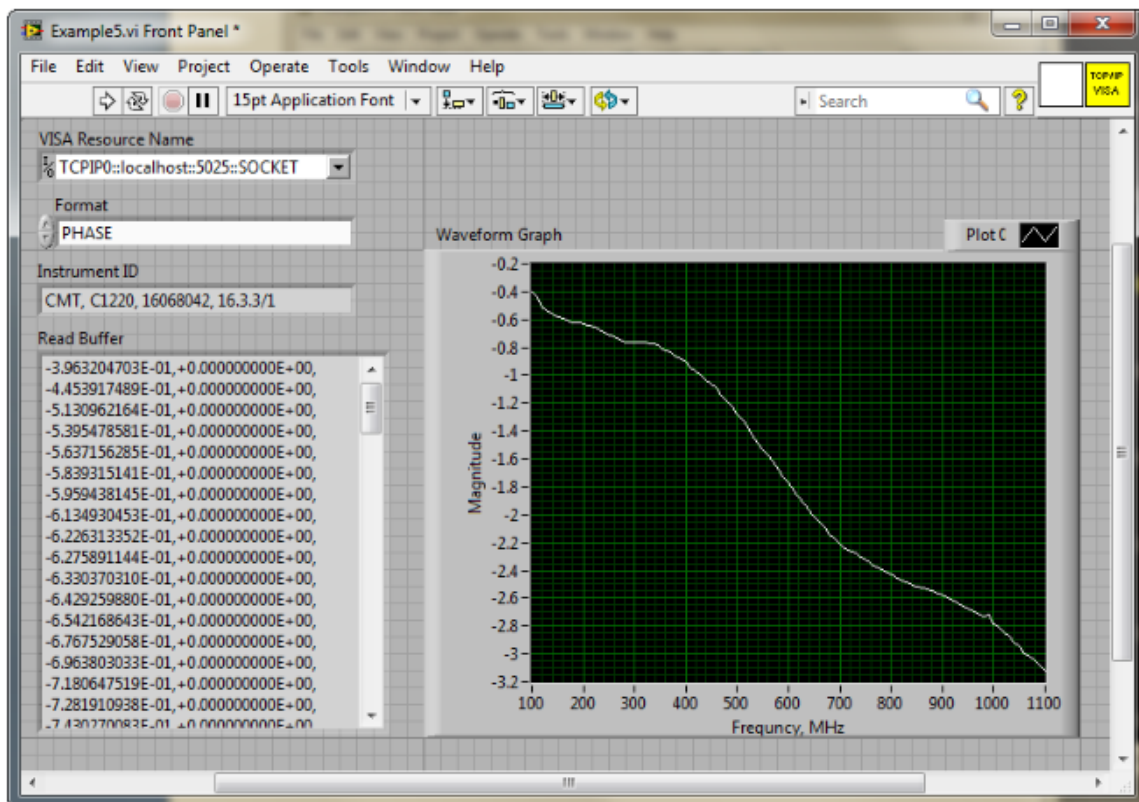 Example5.vi Front Panel *
File Edit View Project Operate Tools Window Help
15pt Application Font
Search
TCP/IP
VISA
VISA Resource Name
TCPIP0::localhost::5025::SOCKET
Format
PHASE
Instrument ID
CMT, C1220, 16068042, 16.3.3/1
Read Buffer
-3.963204703E-01,+0.000000000E+00,
-4.453917489E-01,+0.000000000E+00,
-5.130962164E-01,+0.000000000E+00,
-5.395478581E-01,+0.000000000E+00,
-5.637156285E-01,+0.000000000E+00,
-5.839315141E-01,+0.000000000E+00,
-5.959438145E-01,+0.000000000E+00,
-6.134930453E-01,+0.000000000E+00,
-6.226313352E-01,+0.000000000E+00,
-6.275891144E-01,+0.000000000E+00,
-6.330370310E-01,+0.000000000E+00,
-6.429259880E-01,+0.000000000E+00,
-6.542168643E-01,+0.000000000E+00,
-6.767529058E-01,+0.000000000E+00,
-6.963803033E-01,+0.000000000E+00,
-7.180647519E-01,+0.000000000E+00,
-7.281910938E-01,+0.000000000E+00,
-7.430270083E-01,+0.000000000E+00,
Waveform Graph
Plot 0
Magnitude
-0.2
-0.4
-0.6
-0.8
-1
-1.2
-1.4
-1.6
-1.8
-2
-2.2
-2.4
-2.6
-2.8
-3
-3.2
100 200 300 400 500 600 700 800 900 1000 1100
Frequncy, MHz